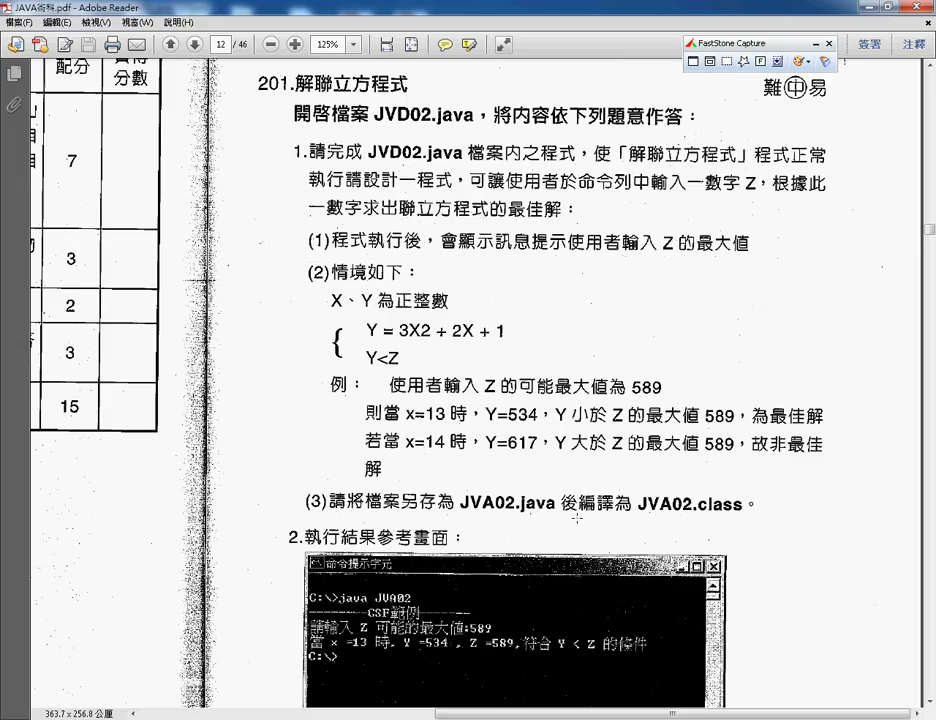 JAVA術科.pdf - Adobe Reader
檔案(F) 編輯(E) 檢視(V) 視窗(W) 說明(H)
12 / 46 125% 簽署 註釋
FastStone Capture
配分
分數
7
3
2
3
15
201.解聯立方程式
難中易
開啓檔案 JVD02.java，將內容依下列題意作答：
1.請完成 JVD02.java 檔案內之程式，使「解聯立方程式」程式正常
執行請設計一程式，可讓使用者於命令列中輸入一數字 Z，根據此
一數字求出聯立方程式的最佳解：
(1)程式執行後，會顯示訊息提示使用者輸入 Z 的最大值
(2)情境如下：
X、Y 為正整數
{ Y = 3X2 + 2X + 1
Y<Z
例： 使用者輸入 Z 的可能最大值為 589
則當 x=13 時，Y=534，Y 小於 Z 的最大值 589，為最佳解
若當 x=14 時，Y=617，Y 大於 Z 的最大值 589，故非最佳
解
(3)請將檔案另存為 JVA02.java 後編譯為 JVA02.class。
2.執行結果參考畫面：
命令提示字元
C:\>java JVA02
--------CSF範例--------
請輸入 Z 可能的最大值:589
當 x =13 時, Y =534 , Z =589,符合 Y < Z 的條件
C:\>
363.7 x 256.8 公釐